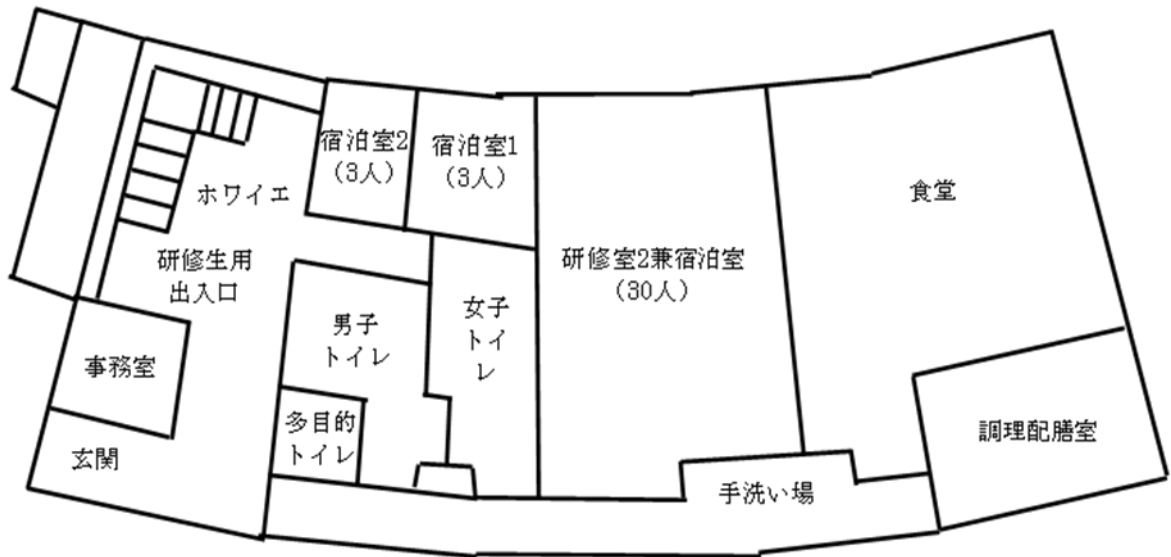 宿泊室2
(3人)
宿泊室1
(3人)
ホワイエ
食堂
研修生用
出入口
研修室2兼宿泊室
(30人)
男子
トイレ
女子
トイ
レ
事務室
多目的
トイレ
調理配膳室
玄関
手洗い場